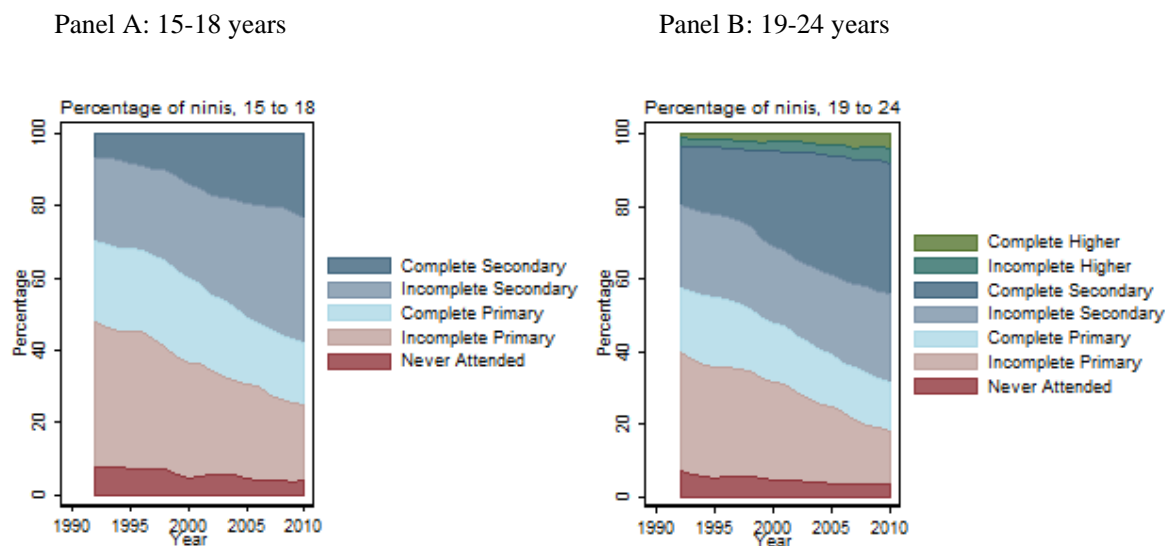 Panel A: 15-18 years
Panel B: 19-24 years
Percentage of ninis, 15 to 18
100
80
60
40
20
0
Percentage
1990 1995 2000 2005 2010
Year
Complete Secondary
Incomplete Secondary
Complete Primary
Incomplete Primary
Never Attended
Percentage of ninis, 19 to 24
100
80
60
40
20
0
Percentage
1990 1995 2000 2005 2010
Year
Complete Higher
Incomplete Higher
Complete Secondary
Incomplete Secondary
Complete Primary
Incomplete Primary
Never Attended